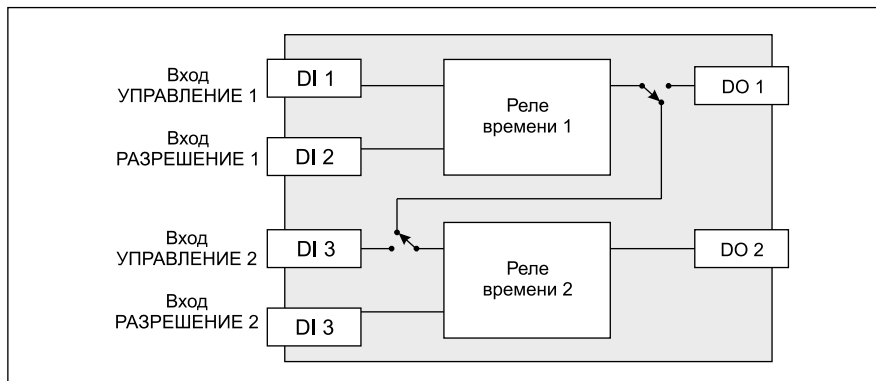 Вход
УПРАВЛЕНИЕ 1
DI 1
Вход
РАЗРЕШЕНИЕ 1
DI 2
Реле
времени 1
DO 1
Вход
УПРАВЛЕНИЕ 2
DI 3
Вход
РАЗРЕШЕНИЕ 2
DI 3
Реле
времени 2
DO 2